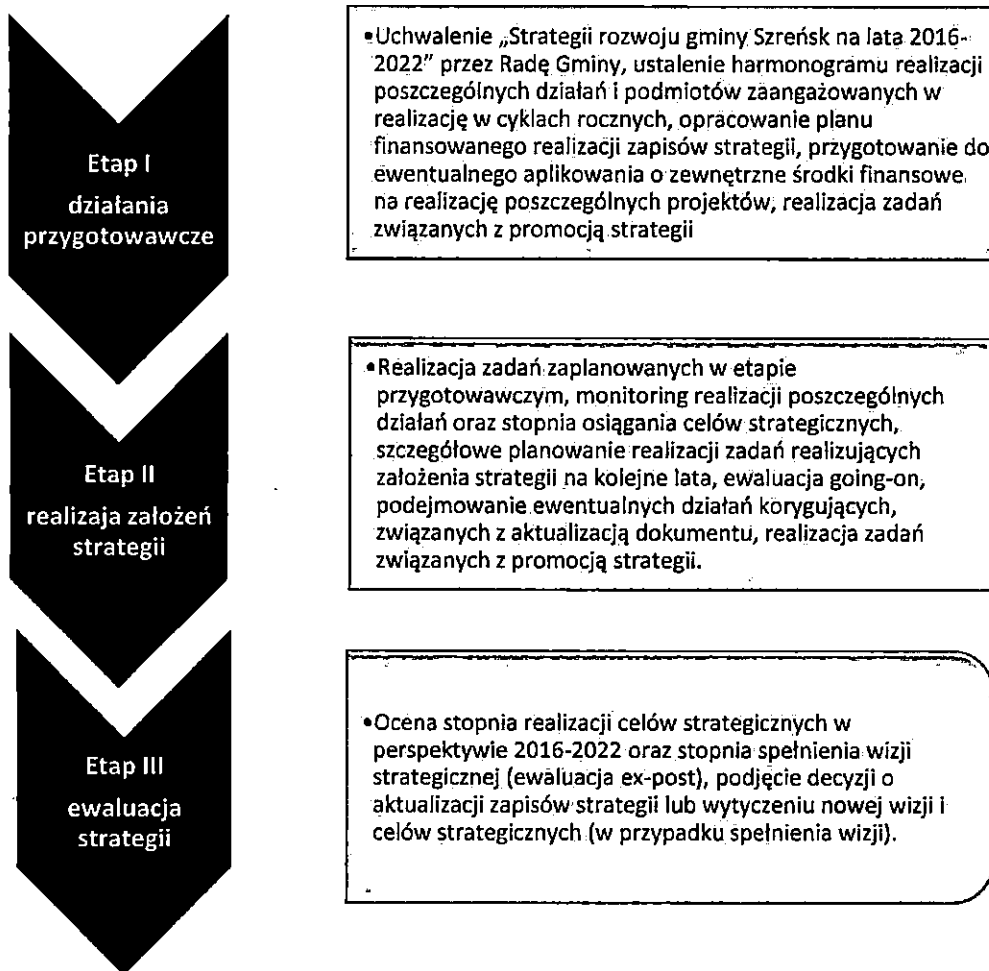 Etap I
działania
przygotowawcze
•Uchwalenie „Strategii rozwoju gminy Szreńsk na lata 2016-
2022” przez Radę Gminy, ustalenie harmonogramu realizacji
poszczególnych działań i podmiotów zaangażowanych w
realizację w cyklach rocznych, opracowanie planu
finansowanego realizacji zapisów strategii, przygotowanie do
ewentualnego aplikowania o zewnętrzne środki finansowe
na realizację poszczególnych projektów, realizacja zadań
związanych z promocją strategii
Etap II
realizaja założeń
strategii
•Realizacja zadań zaplanowanych w etapie
przygotowawczym, monitoring realizacji poszczególnych
działań oraz stopnia osiągania celów strategicznych,
szczegółowe planowanie realizacji zadań realizujących
założenia strategii na kolejne lata, ewaluacja going-on,
podejmowanie ewentualnych działań korygujących,
związanych z aktualizacją dokumentu, realizacja zadań
związanych z promocją strategii.
Etap III
ewaluacja
strategii
•Ocena stopnia realizacji celów strategicznych w
perspektywie 2016-2022 oraz stopnia spełnienia wizji
strategicznej (ewaluacja ex-post), podjęcie decyzji o
aktualizacji zapisów strategii lub wytyczeniu nowej wizji i
celów strategicznych (w przypadku spełnienia wizji).